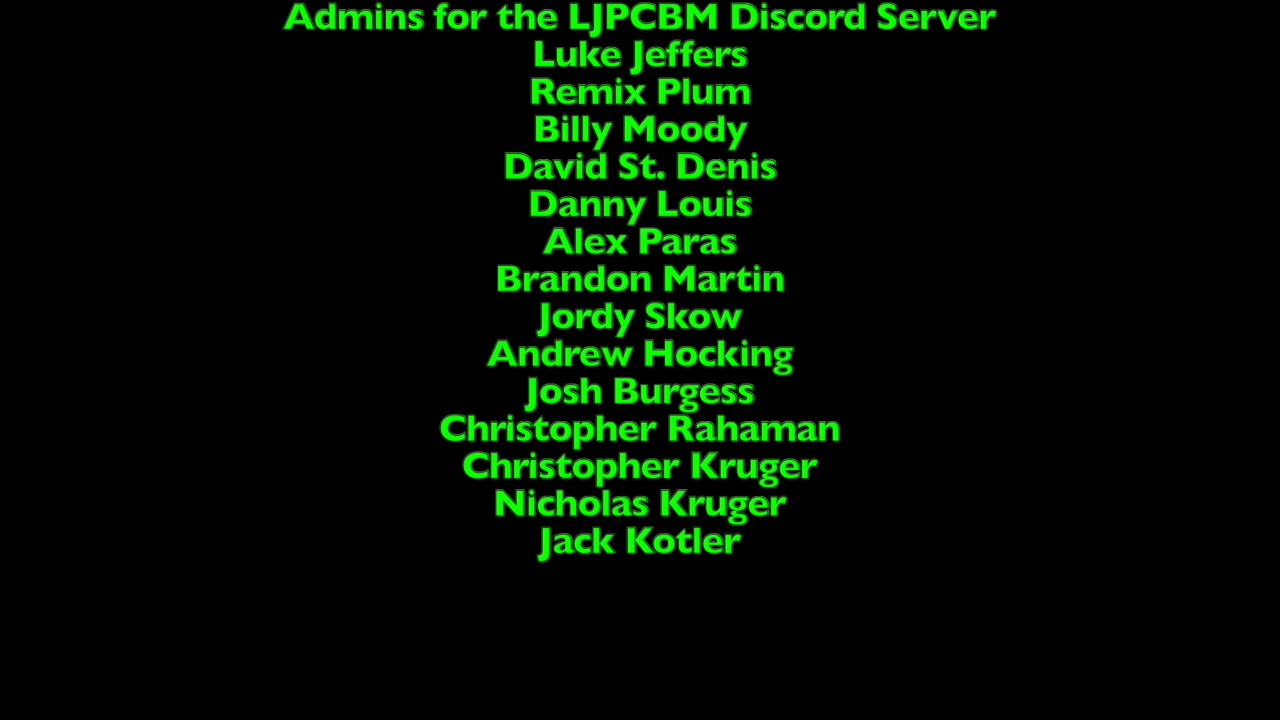 Admins for the LJPCBM Discord Server
Luke Jeffers
Remix Plum
Billy Moody
David St. Denis
Danny Louis
Alex Paras
Brandon Martin
Jordy Skow
Andrew Hocking
Josh Burgess
Christopher Rahaman
Christopher Kruger
Nicholas Kruger
Jack Kotler